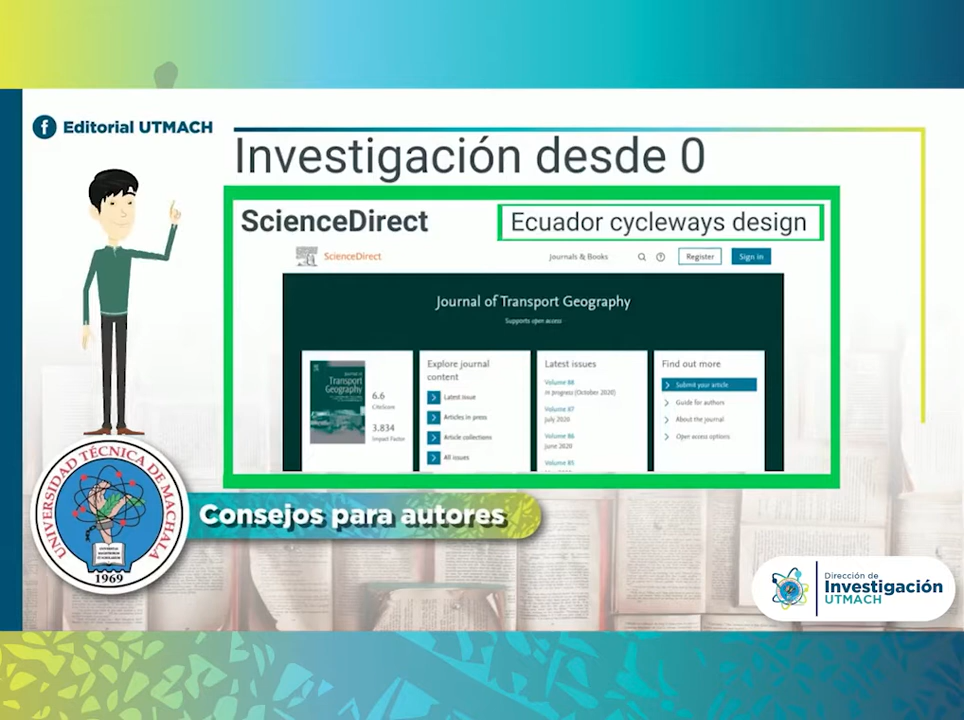 Editorial UTMACH
Investigación desde 0
ScienceDirect
Ecuador cycleways design
ScienceDirect
Journals & Books
Register
Sign in
Journal of Transport Geography
Supports open access
Journal of
Transport
Geography
6.6
CiteScore
3.834
Impact Factor
Explore journal
content
Latest issue
Articles in press
Article collections
All issues
Latest issues
Volume 88
In progress (October 2020)
Volume 87
July 2020
Volume 86
June 2020
Volume 85
Find out more
Submit your article
Guide for authors
About the journal
Open access options
UNIVERSIDAD TÉCNICA DE MACHALA
1969
Consejos para autores
Dirección de
Investigación
UTMACH